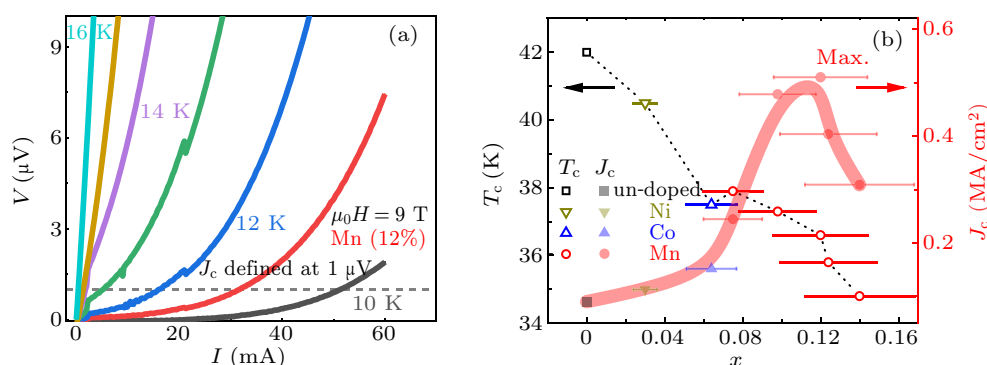 (a)
16 K
14 K
12 K
10 K
μ₀H = 9 T
Mn (12%)
Jc defined at 1 μV
V (μV)
9
6
3
0
0 20 40 60
I (mA)
(b)
Max.
Tc Jc
un-doped
Ni
Co
Mn
Tc (K)
42
40
38
36
34
0 0.04 0.08 0.12 0.16
x
0.6
0.4
0.2
Jc (MA/cm²)